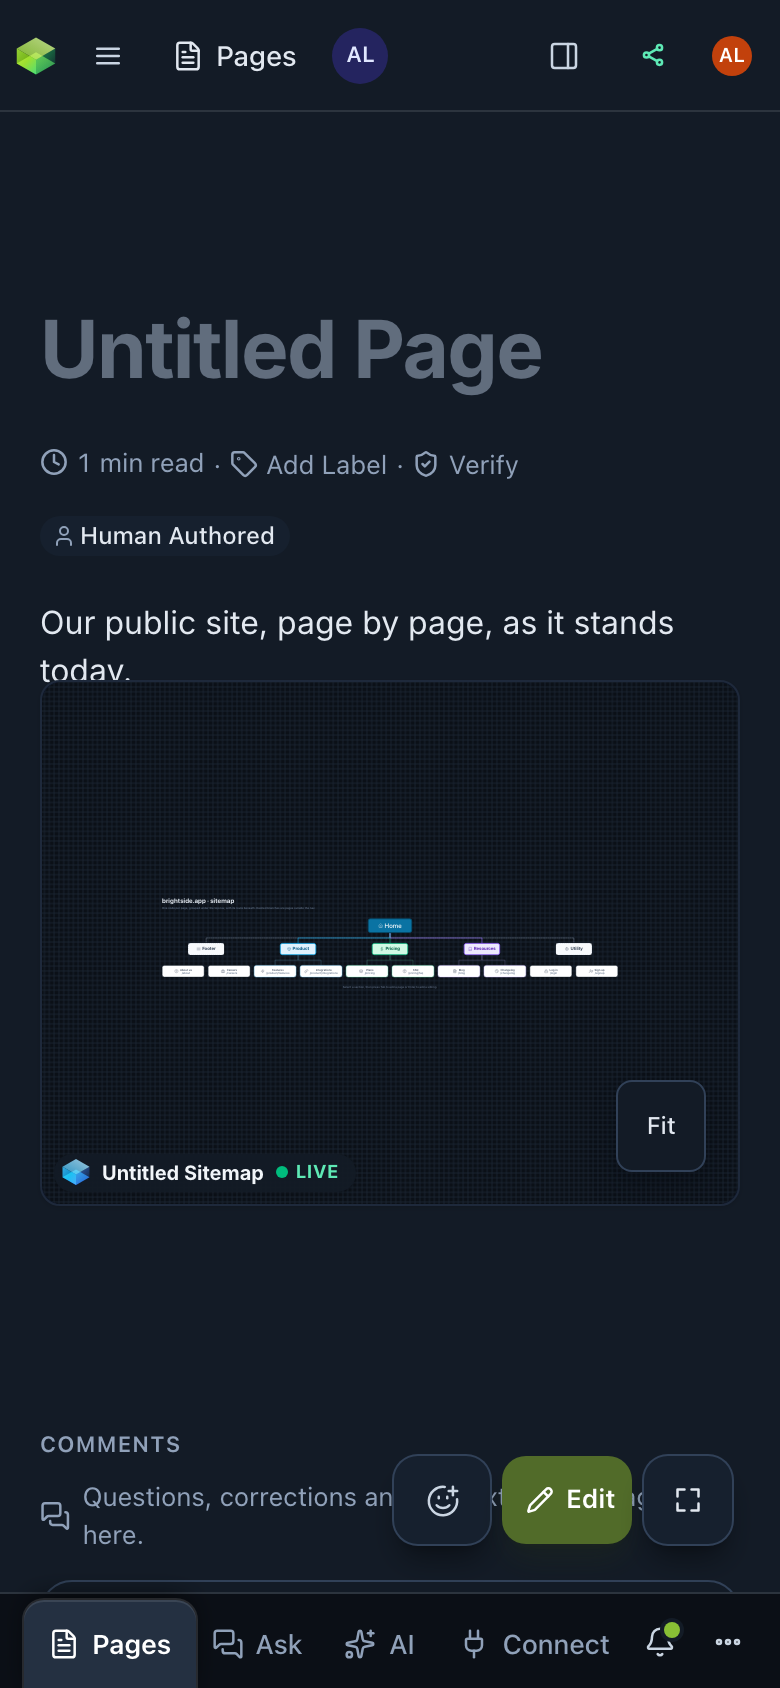 Pages
AL
AL
Untitled Page
1 min read · Add Label · Verify
Human Authored
Our public site, page by page, as it stands
today.
brightside.app · sitemap
Home
Footer
Product
Pricing
Resources
Utility
Fit
Untitled Sitemap
LIVE
COMMENTS
Questions, corrections
here.
Edit
Pages
Ask
AI
Connect